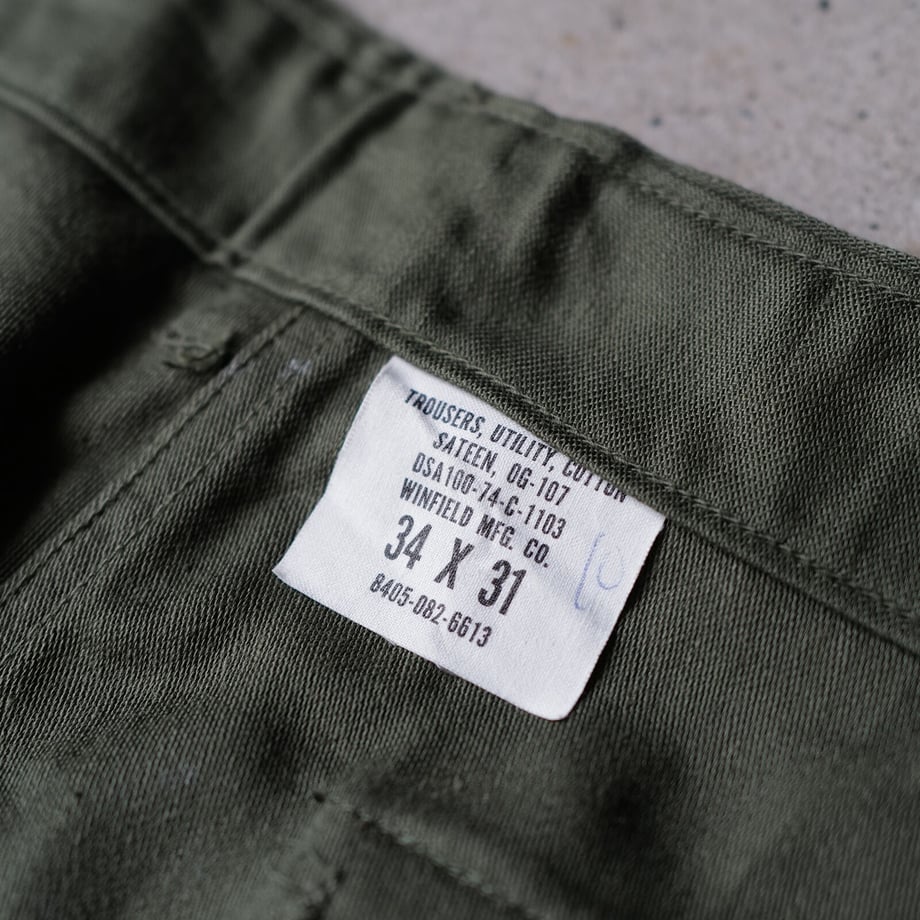 TROUSERS, UTILITY, COTTON
SATEEN, OG-107
DSA100-74-C-1103
WINFIELD MFG. CO.
34 X 31
8405-082-6613